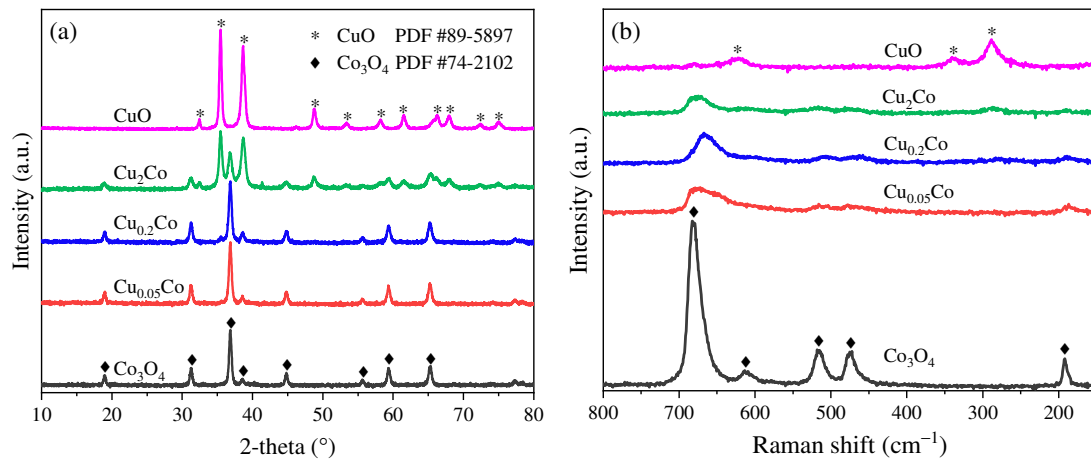 (a)
* CuO PDF #89-5897
♦ Co₃O₄ PDF #74-2102
CuO
Cu₂Co
Cu₀.₂Co
Cu₀.₀₅Co
Co₃O₄
Intensity (a.u.)
10 20 30 40 50 60 70 80
2-theta (°)
(b)
CuO
Cu₂Co
Cu₀.₂Co
Cu₀.₀₅Co
Co₃O₄
Intensity (a.u.)
800 700 600 500 400 300 200
Raman shift (cm⁻¹)